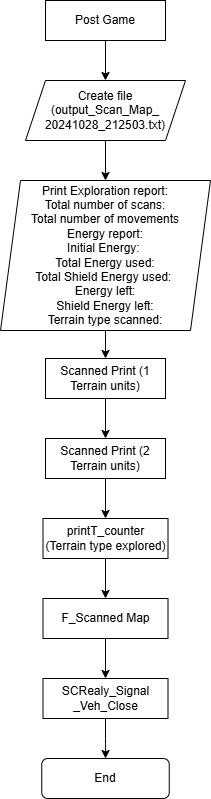 Post Game
Create file
(output_Scan_Map_
20241028_212503.txt)
Print Exploration report:
Total number of scans:
Total number of movements
Energy report:
Initial Energy:
Total Energy used:
Total Shield Energy used:
Energy left:
Shield Energy left:
Terrain type scanned:
Scanned Print (1
Terrain units)
Scanned Print (2
Terrain units)
printT_counter
(Terrain type explored)
F_Scanned Map
SCRealy_Signal
_Veh_Close
End